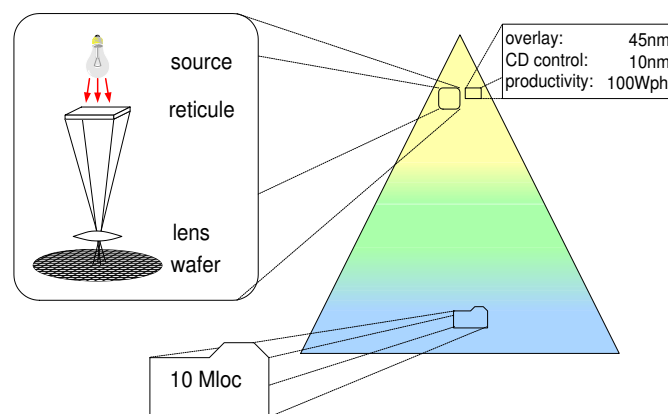 source
reticule
lens
wafer
overlay: 45nm
CD control: 10nm
productivity: 100Wph
10 Mloc